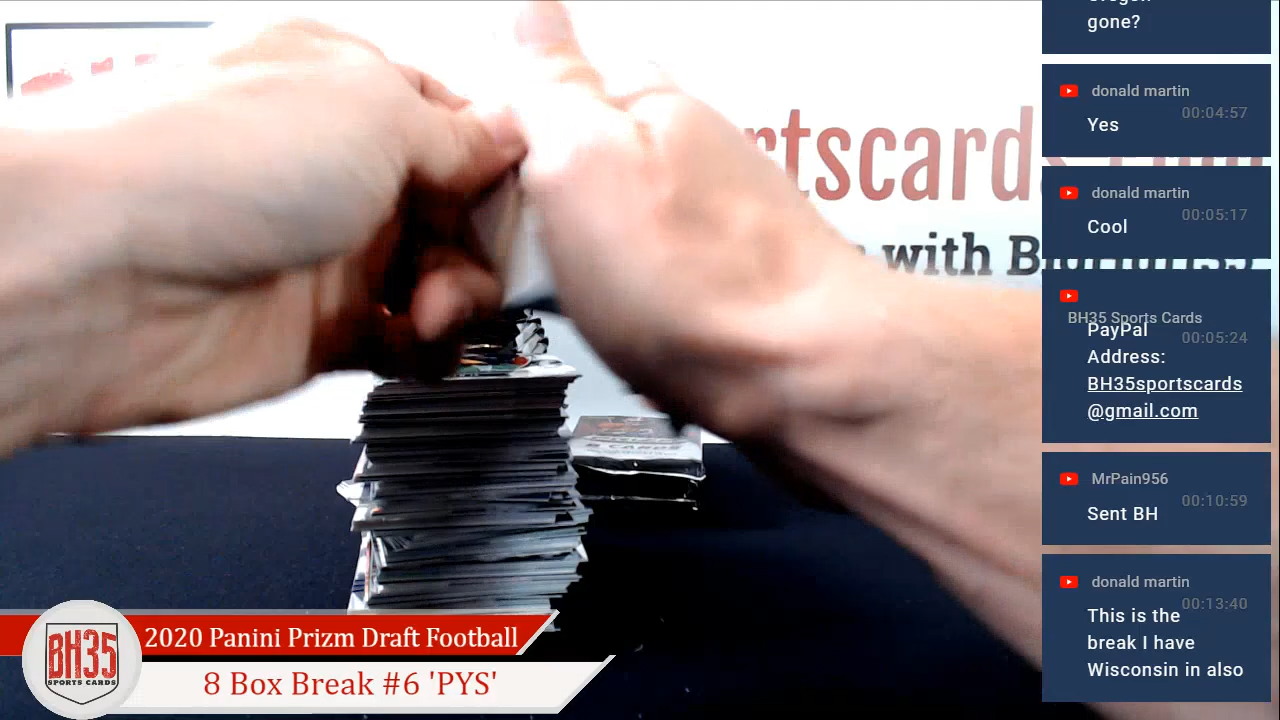 gone?
donald martin
00:04:57
Yes
donald martin
00:05:17
Cool
BH35 Sports Cards
00:05:24
PayPal
Address:
BH35sportscards
@gmail.com
MrPain956
00:10:59
Sent BH
donald martin
00:13:40
This is the
break I have
Wisconsin in also
rtscards
with B
8 CARDS
BH35
SPORTS CARDS
2020 Panini Prizm Draft Football
8 Box Break #6 'PYS'